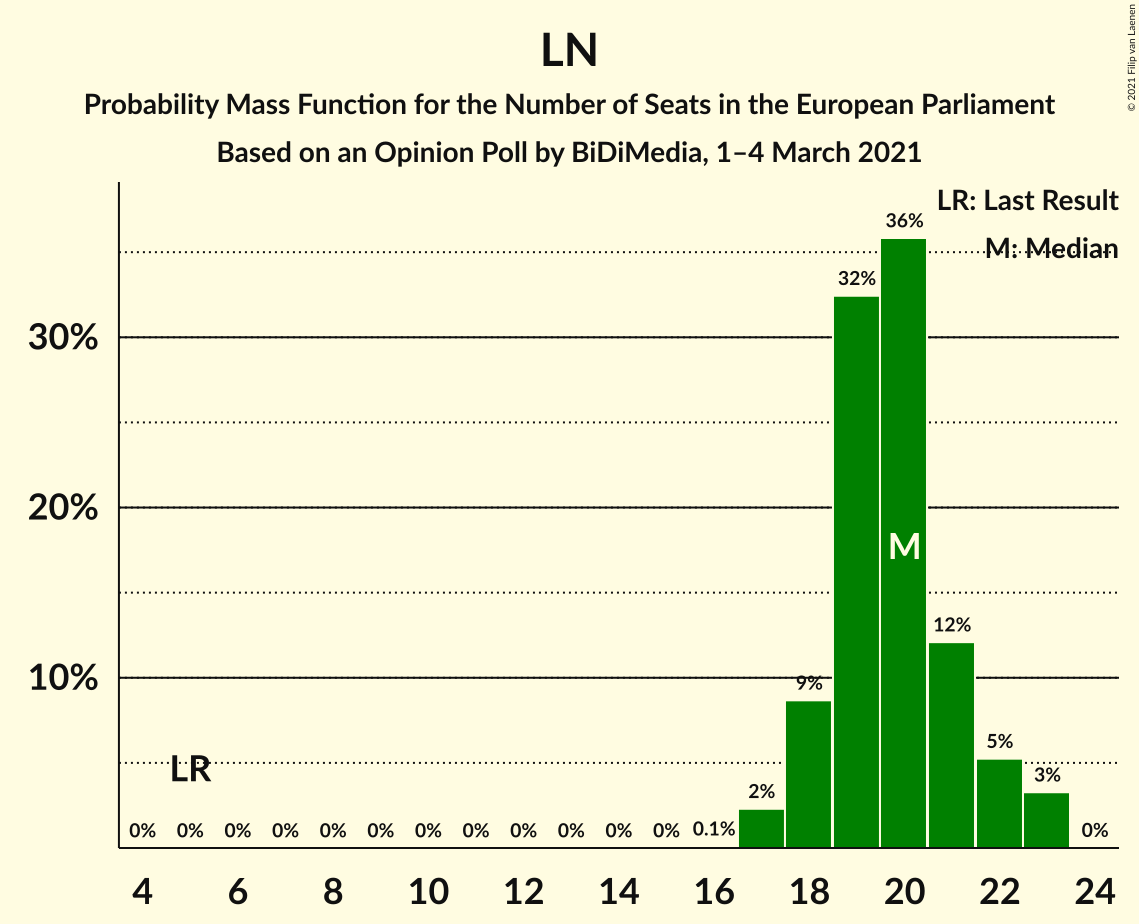 LN
Probability Mass Function for the Number of Seats in the European Parliament
Based on an Opinion Poll by BiDiMedia, 1–4 March 2021
© 2021 Filip van Laenen
LR: Last Result
M: Median
36%
32%
30%
20%
M
12%
10%
9%
5%
LR
3%
2%
0% 0% 0% 0% 0% 0% 0% 0% 0% 0% 0% 0% 0.1% 0%
4 6 8 10 12 14 16 18 20 22 24